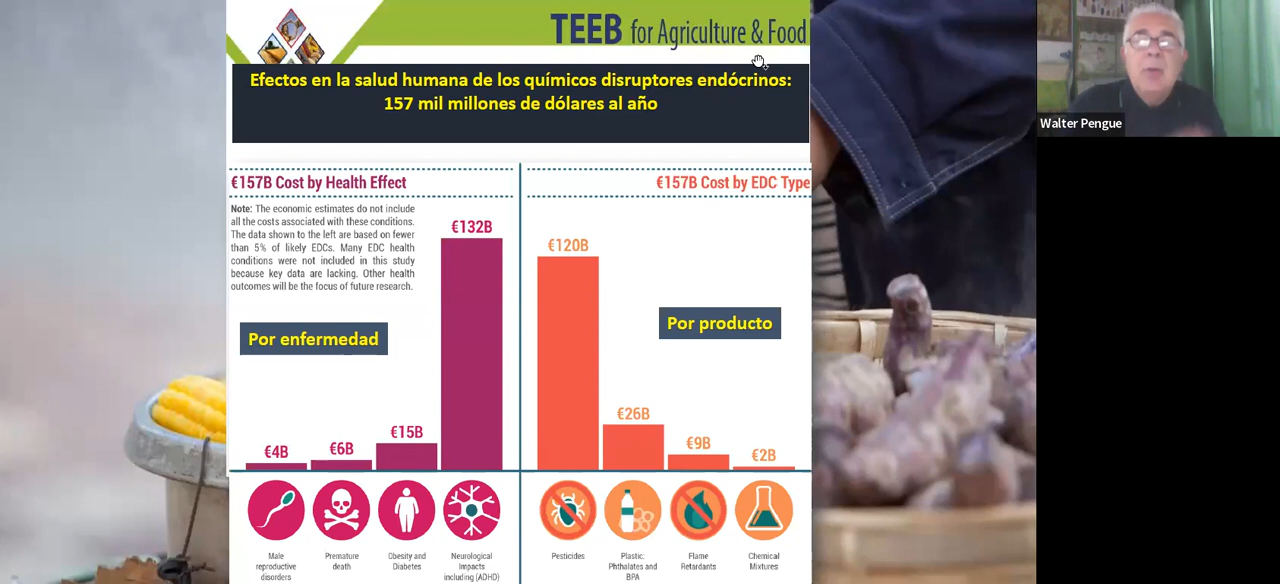 TEEB for Agriculture & Food
Efectos en la salud humana de los químicos disruptores endócrinos:
157 mil millones de dólares al año
€157B Cost by Health Effect
Note: The economic estimates do not include
all the costs associated with these conditions.
The data shown to the left are based on fewer
than 5% of likely EDCs. Many EDC health
conditions were not included in this study
because key data are lacking. Other health
outcomes will be the focus of future research.
Por enfermedad
€4B
€6B
€15B
€132B
Male
reproductive
disorders
Premature
death
Obesity and
Diabetes
Neurological
Impacts
including (ADHD)
€157B Cost by EDC Type
Por producto
€120B
€26B
€9B
€2B
Pesticides
Plastic:
Phthalates and
BPA
Flame
Retardants
Chemical
Mixtures
Walter Pengue